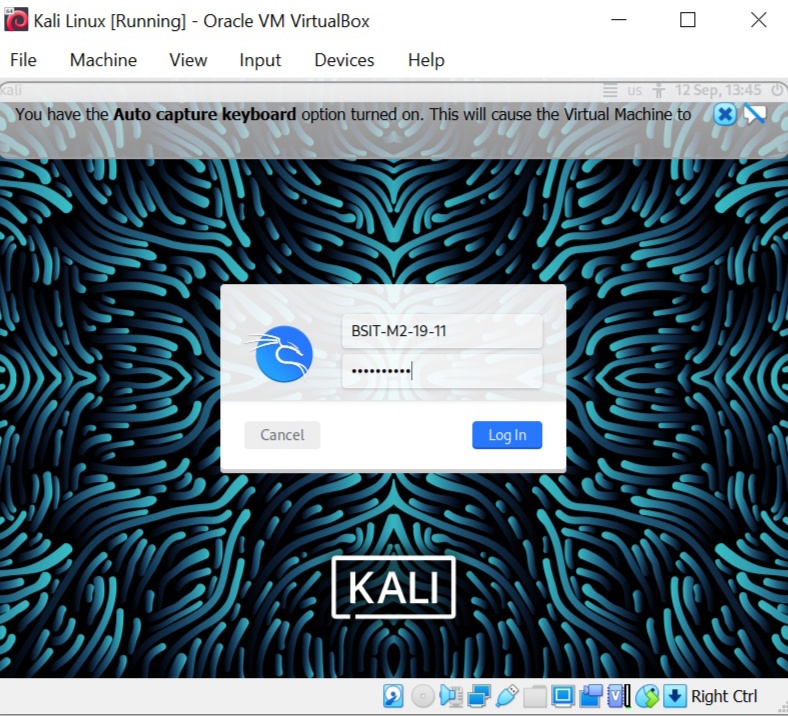 Kali Linux [Running] - Oracle VM VirtualBox
File Machine View Input Devices Help
kali us 12 Sep, 13:45
You have the Auto capture keyboard option turned on. This will cause the Virtual Machine to
BSIT-M2-19-11
••••••••••
Cancel Log In
KALI
Right Ctrl